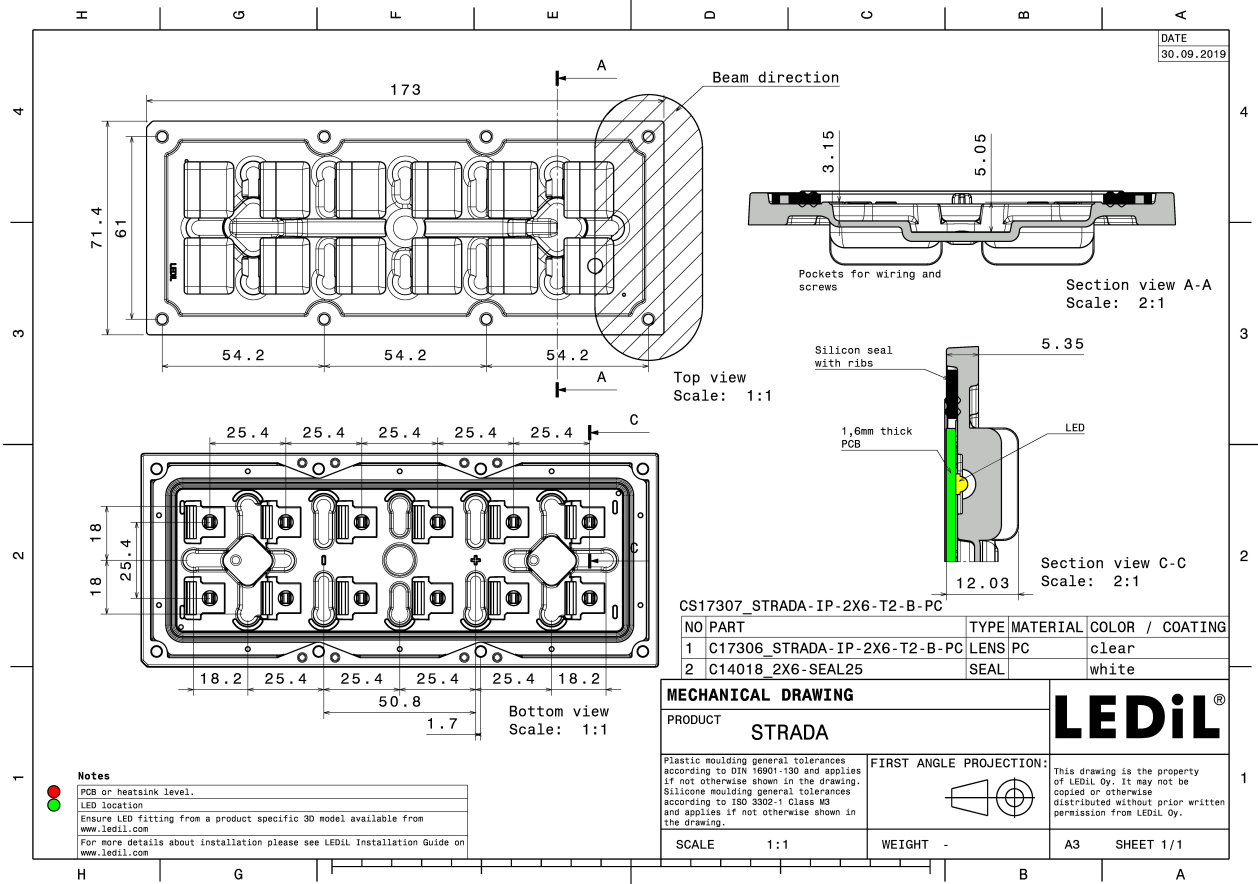 H
G
F
E
D
C
B
A
DATE
30.09.2019
4
4
3
3
2
2
1
1
A
Beam direction
173
71.4
61
LEDiL
54.2
54.2
54.2
A
Top view
Scale: 1:1
3.15
5.05
Pockets for wiring and
screws
Section view A-A
Scale: 2:1
Silicon seal
with ribs
5.35
1,6mm thick
PCB
LED
12.03
Section view C-C
Scale: 2:1
25.4
25.4
25.4
25.4
25.4
C
18
25.4
18
C
18.2
25.4
25.4
25.4
25.4
18.2
50.8
1.7
Bottom view
Scale: 1:1
CS17307_STRADA-IP-2X6-T2-B-PC
NO PART TYPE MATERIAL COLOR / COATING
1 C17306_STRADA-IP-2X6-T2-B-PC LENS PC clear
2 C14018_2X6-SEAL25 SEAL white
MECHANICAL DRAWING
PRODUCT
STRADA
LEDiL®
Plastic moulding general tolerances
according to DIN 16901-130 and applies
if not otherwise shown in the drawing.
Silicone moulding general tolerances
according to ISO 3302-1 Class M3
and applies if not otherwise shown in
the drawing.
FIRST ANGLE PROJECTION:
This drawing is the property
of LEDiL Oy. It may not be
copied or otherwise
distributed without prior written
permission from LEDiL Oy.
SCALE 1:1
WEIGHT -
A3 SHEET 1/1
Notes
PCB or heatsink level.
LED location
Ensure LED fitting from a product specific 3D model available from
www.ledil.com
For more details about installation please see LEDiL Installation Guide on
www.ledil.com
H
G
B
A